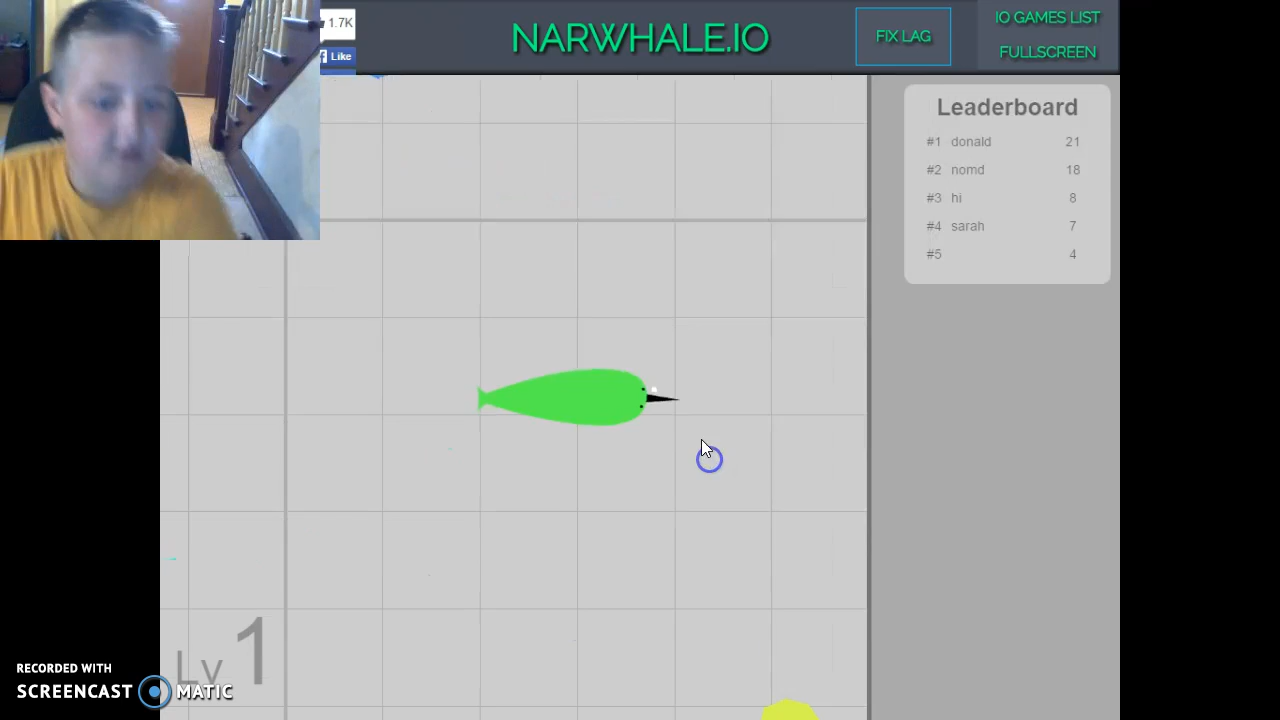 1.7K
Like
NARWHALE.IO
FIX LAG
IO GAMES LIST
FULLSCREEN
Leaderboard
#1 donald 21
#2 nomd 18
#3 hi 8
#4 sarah 7
#5 4
Lv 1
RECORDED WITH
SCREENCAST MATIC